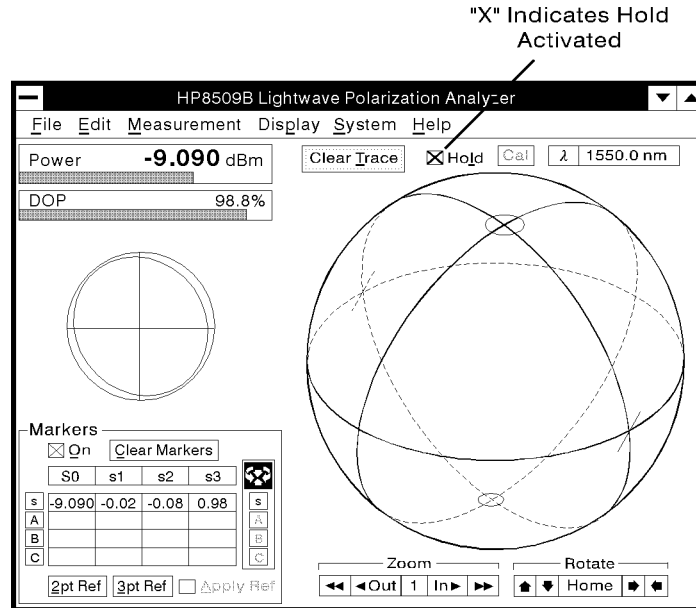 "X" Indicates Hold
Activated
HP8509B Lightwave Polarization Analyzer
File Edit Measurement Display System Help
Power -9.090 dBm
Clear Trace Hold Cal λ 1550.0 nm
DOP 98.8%
Markers
On Clear Markers
S0 s1 s2 s3
s -9.090 -0.02 -0.08 0.98 s
A A
B B
C C
2pt Ref 3pt Ref Apply Ref
Zoom Rotate
Out 1 In Home